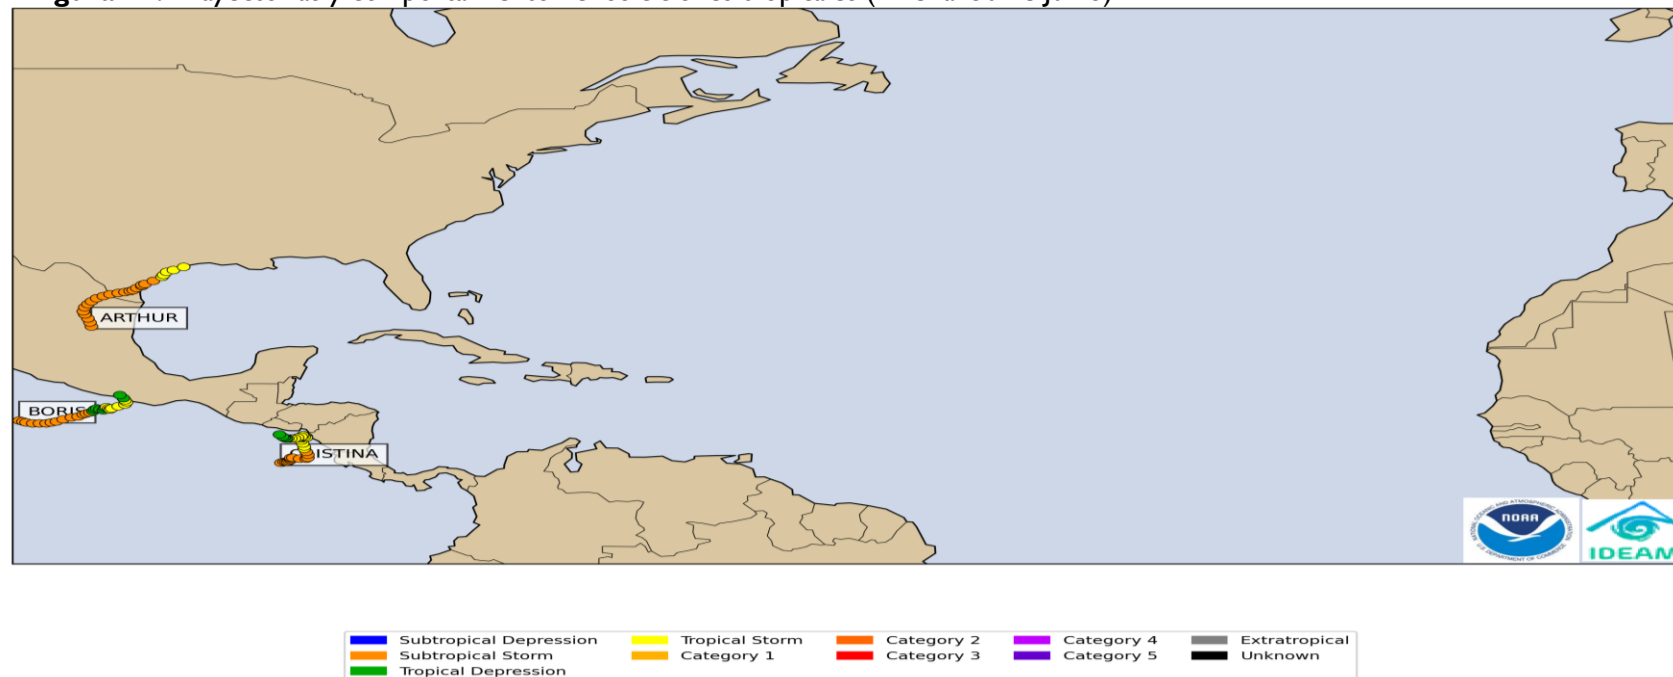 ARTHUR
BORIS
ISTINA
NOAA
IDEAM
Subtropical Depression
Subtropical Storm
Tropical Depression
Tropical Storm
Category 1
Category 2
Category 3
Category 4
Category 5
Extratropical
Unknown